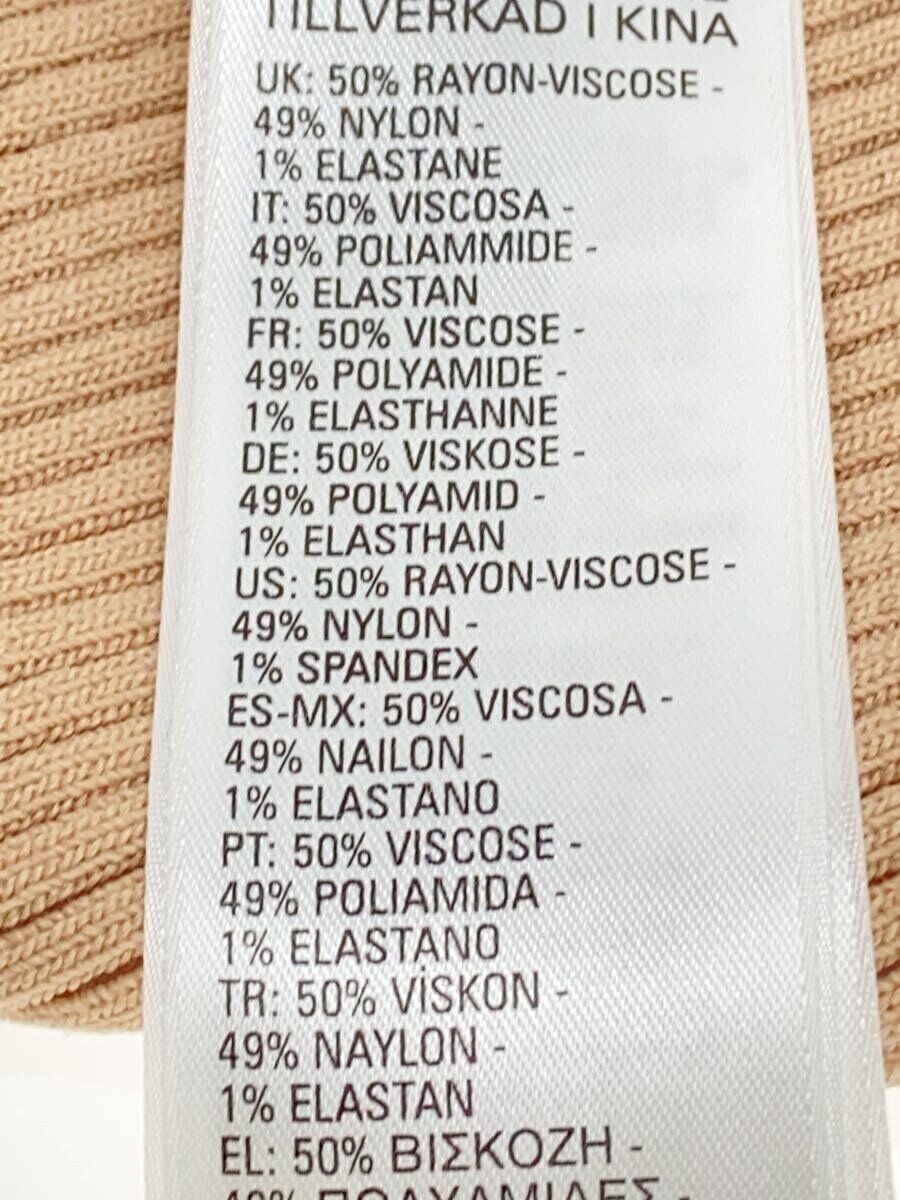 TILLVERKAD I KINA
UK: 50% RAYON-VISCOSE -
49% NYLON -
1% ELASTANE
IT: 50% VISCOSA -
49% POLIAMMIDE -
1% ELASTAN
FR: 50% VISCOSE -
49% POLYAMIDE -
1% ELASTHANNE
DE: 50% VISKOSE -
49% POLYAMID -
1% ELASTHAN
US: 50% RAYON-VISCOSE -
49% NYLON -
1% SPANDEX
ES-MX: 50% VISCOSA -
49% NAILON -
1% ELASTANO
PT: 50% VISCOSE -
49% POLIAMIDA -
1% ELASTANO
TR: 50% VİSKON -
49% NAYLON -
1% ELASTAN
EL: 50% ΒΙΣΚΟΖΗ -
49% ΠΟΛΥΑΜΙΔΕΣ -